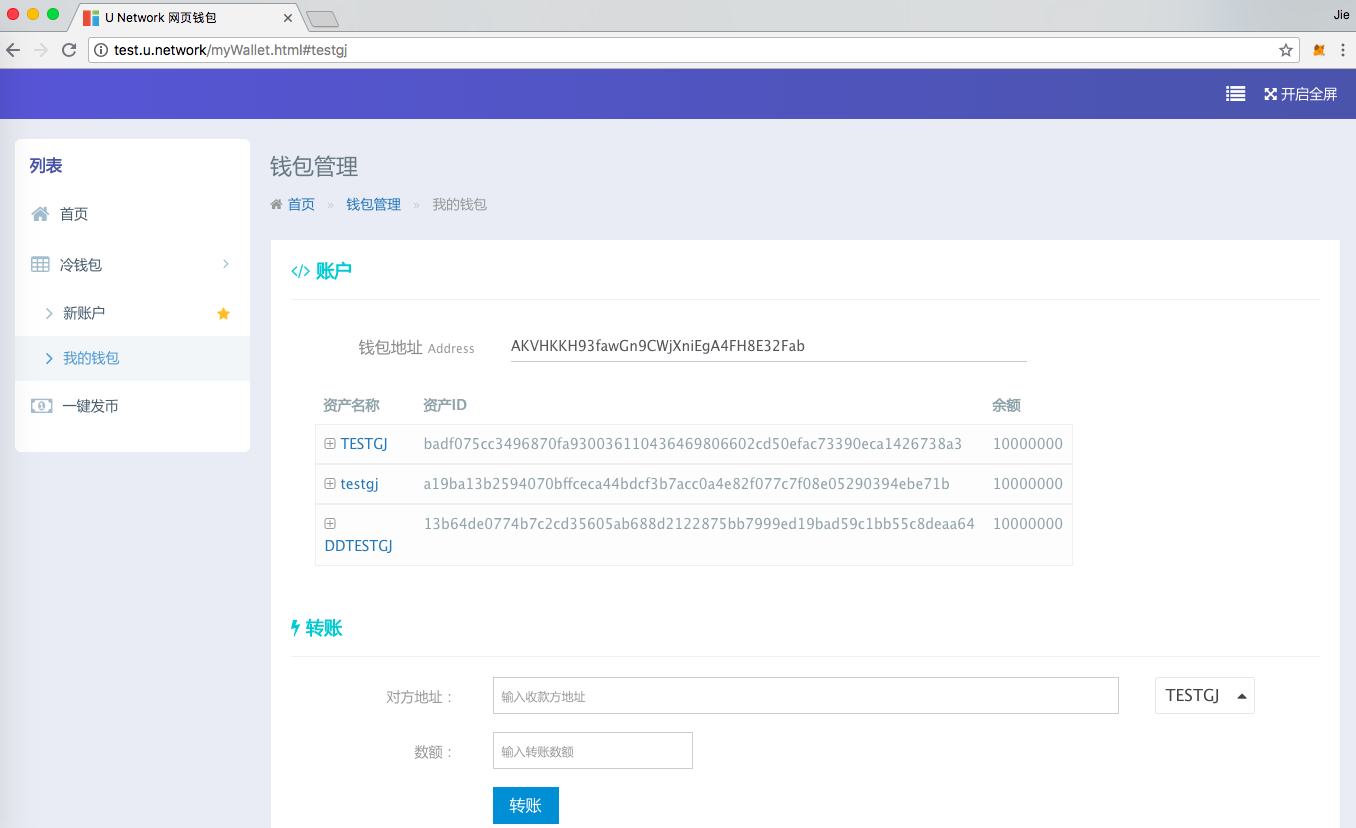 U Network 网页钱包
Jie
test.u.network/myWallet.html#testgj
开启全屏
列表
首页
冷钱包
新账户
我的钱包
一键发币
钱包管理
首页 » 钱包管理 » 我的钱包
</> 账户
钱包地址 Address AKVHKKH93fawGn9CWjXniEgA4FH8E32Fab
资产名称 资产ID 余额
TESTGJ badf075cc3496870fa930036110436469806602cd50efac73390eca1426738a3 10000000
testgj a19ba13b2594070bffceca44bdcf3b7acc0a4e82f077c7f08e05290394ebe71b 10000000
13b64de0774b7c2cd35605ab688d2122875bb7999ed19bad59c1bb55c8deaa64 10000000
DDTESTGJ
转账
对方地址： 输入收款方地址 TESTGJ
数额： 输入转账数额
转账